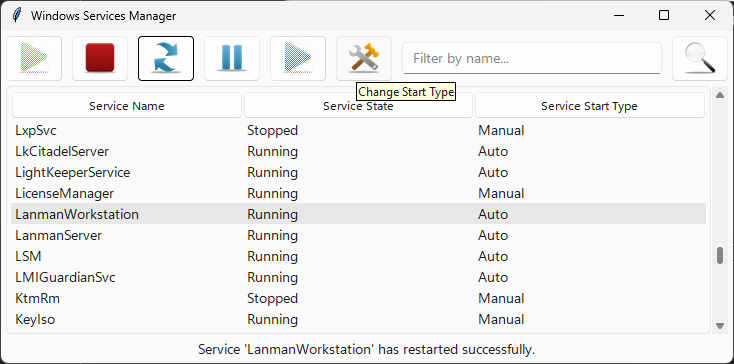 Windows Services Manager
Filter by name...
Change Start Type
Service Name Service State Service Start Type
LxpSvc Stopped Manual
LkCitadelServer Running Auto
LightKeeperService Running Auto
LicenseManager Running Manual
LanmanWorkstation Running Auto
LanmanServer Running Auto
LSM Running Auto
LMIGuardianSvc Running Auto
KtmRm Stopped Manual
KeyIso Running Manual
Service 'LanmanWorkstation' has restarted successfully.